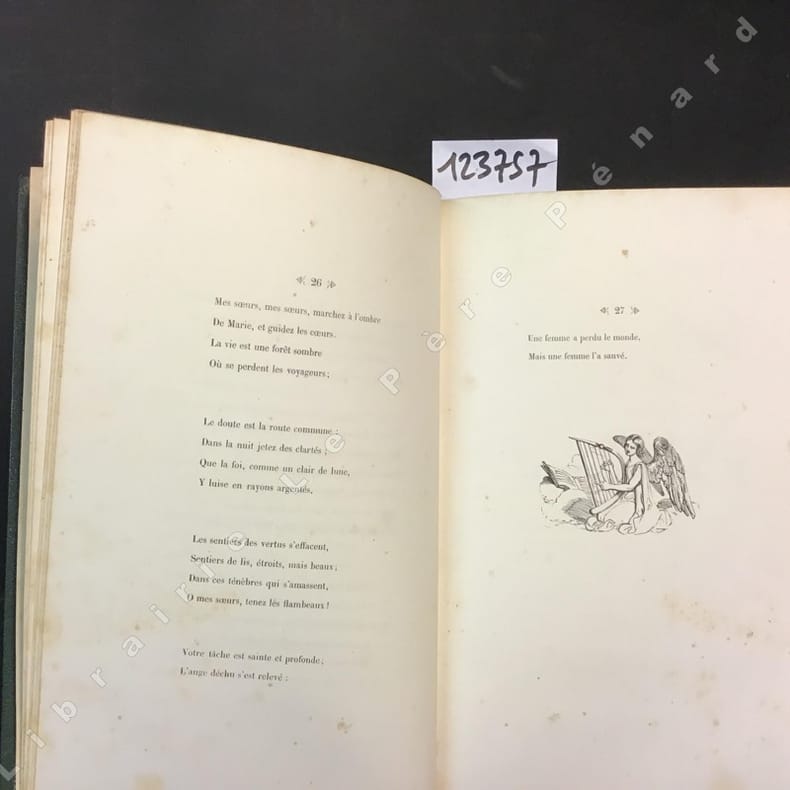 123757
26
Mes sœurs, mes sœurs, marchez à l'ombre
De Marie, et guidez les cœurs.
La vie est une forêt sombre
Où se perdent les voyageurs;
Le doute est la route commune;
Dans la nuit jetez des clartés;
Que la foi, comme un clair de lune,
Y luise en rayons argentés.
Les sentiers des vertus s'effacent,
Sentiers de lis, étroits, mais beaux;
Dans ces ténèbres qui s'amassent,
O mes sœurs, tenez les flambeaux!
Votre tâche est sainte et profonde;
L'ange déchu s'est relevé:
27
Une femme a perdu le monde,
Mais une femme l'a sauvé.
Librairie Le Père Pénard